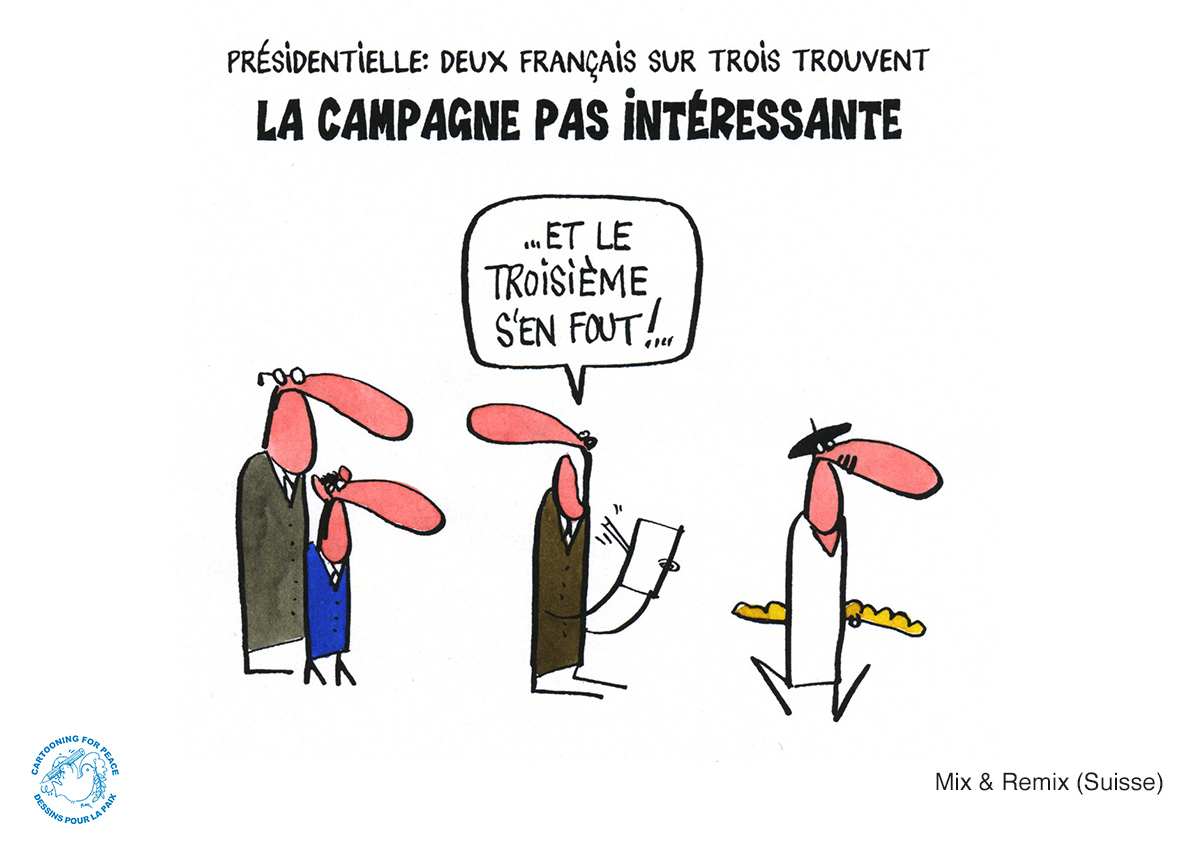 PRÉSIDENTIELLE: DEUX FRANÇAIS SUR TROIS TROUVENT
LA CAMPAGNE PAS INTÉRESSANTE
...ET LE
TROISIÈME
S'EN FOUT!...
CARTOONING FOR PEACE
DESSINS POUR LA PAIX
Mix & Remix (Suisse)